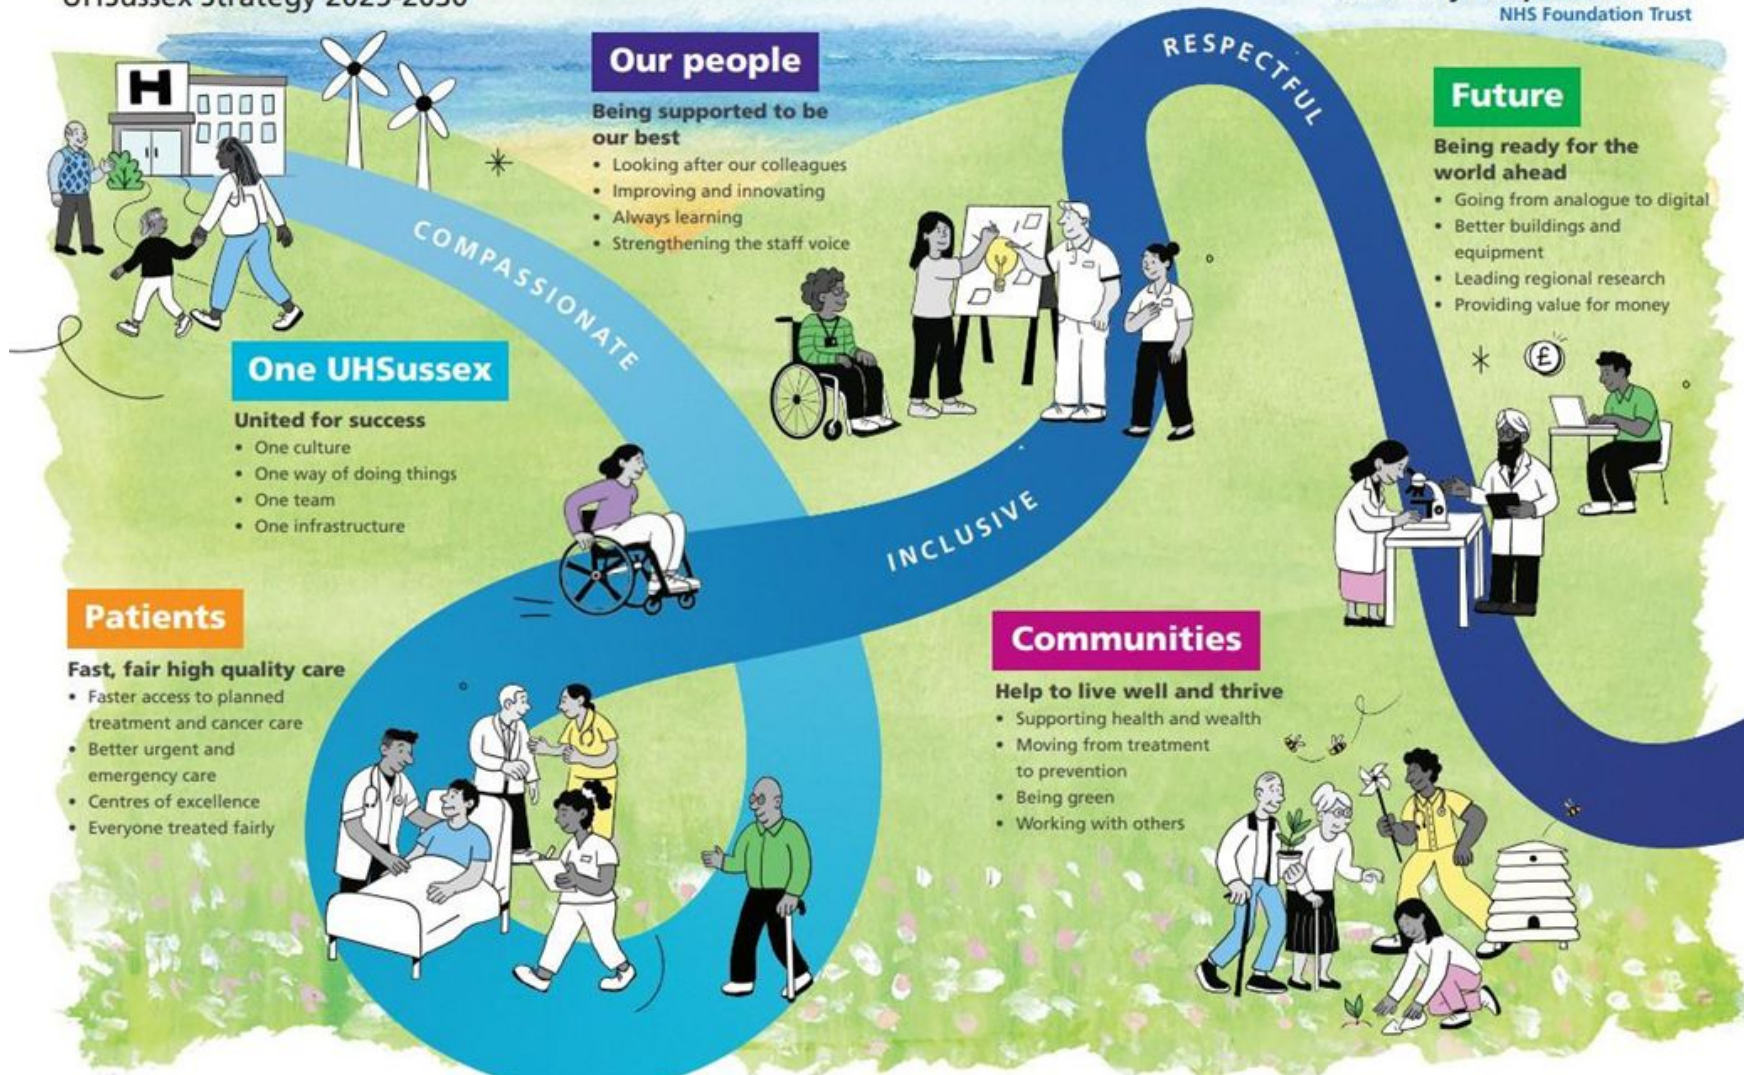 UHSussex Strategy 2025-2030
NHS Foundation Trust
H
Our people
Being supported to be
our best
• Looking after our colleagues
• Improving and innovating
• Always learning
• Strengthening the staff voice
RESPECTFUL
Future
Being ready for the
world ahead
• Going from analogue to digital
• Better buildings and
equipment
• Leading regional research
• Providing value for money
£
COMPASSIONATE
One UHSussex
United for success
• One culture
• One way of doing things
• One team
• One infrastructure
INCLUSIVE
Patients
Fast, fair high quality care
• Faster access to planned
treatment and cancer care
• Better urgent and
emergency care
• Centres of excellence
• Everyone treated fairly
Communities
Help to live well and thrive
• Supporting health and wealth
• Moving from treatment
to prevention
• Being green
• Working with others